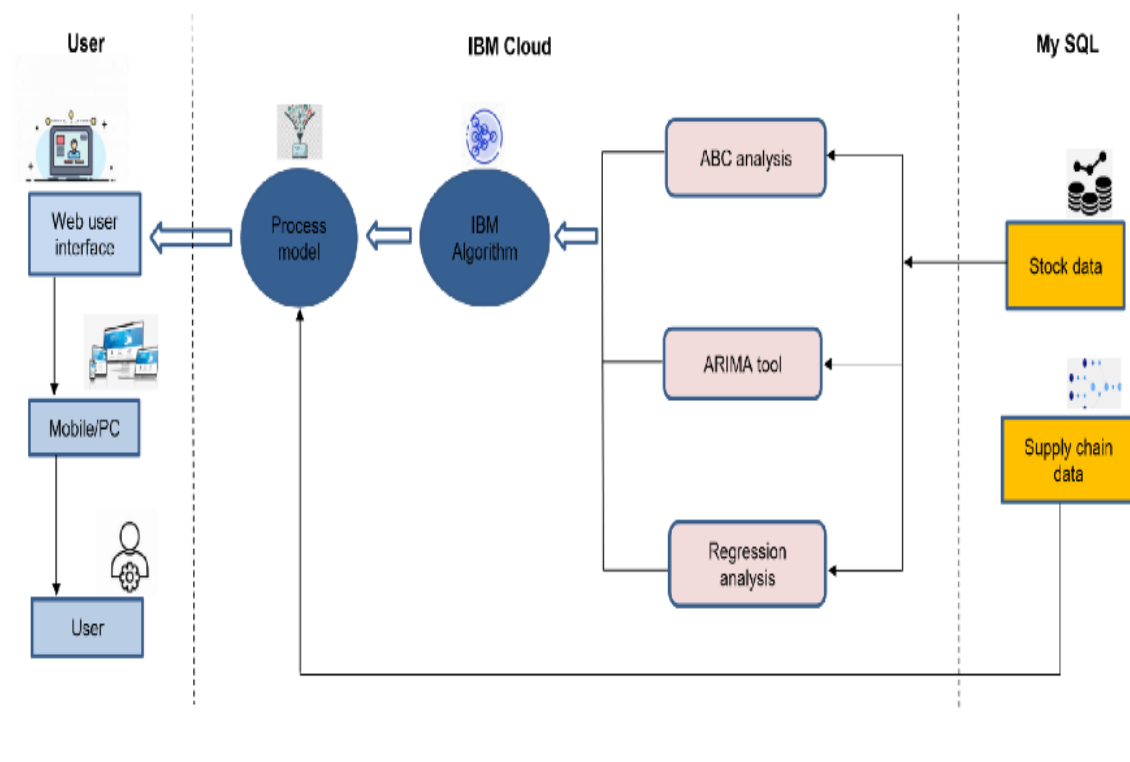 User
IBM Cloud
My SQL
Web user
interface
Process
model
IBM
Algorithm
ABC analysis
Stock data
ARIMA tool
Mobile/PC
Supply chain
data
Regression
analysis
User